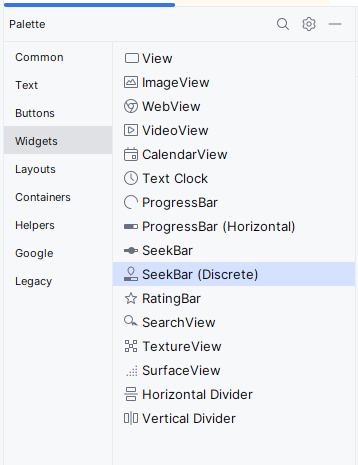 Palette
Common
Text
Buttons
Widgets
Layouts
Containers
Helpers
Google
Legacy
View
ImageView
WebView
VideoView
CalendarView
Text Clock
ProgressBar
ProgressBar (Horizontal)
SeekBar
SeekBar (Discrete)
RatingBar
SearchView
TextureView
SurfaceView
Horizontal Divider
Vertical Divider